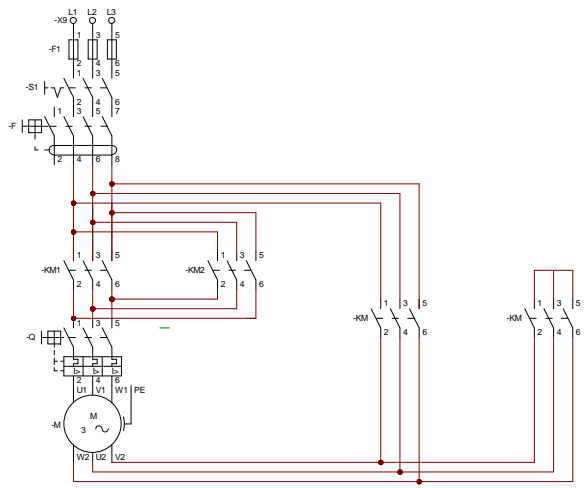 L1 L2 L3
-X9
1 3 5
-F1
2 4 6
1 3 5
-S1
2 4 6
1 3 5 7
-F
2 4 6 8
1 3 5
-KM1
2 4 6
1 3 5
-KM2
2 4 6
1 3 5
-KM
2 4 6
1 3 5
-KM
2 4 6
1 3 5
-Q
I> I> I>
2 4 6
U1 V1 W1 PE
M
-M
3
W2 U2 V2